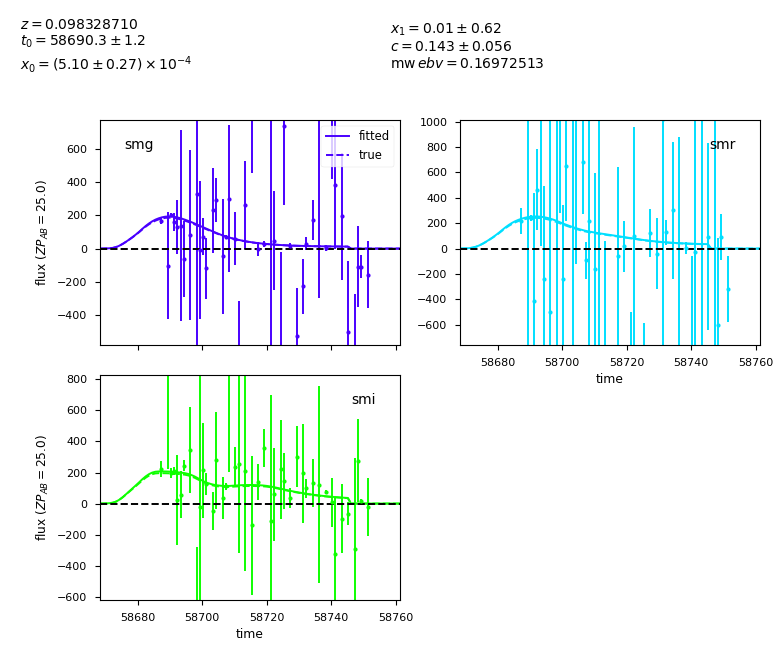 z = 0.098328710
t₀ = 58690.3 ± 1.2
x₀ = (5.10 ± 0.27) × 10⁻⁴
x₁ = 0.01 ± 0.62
c = 0.143 ± 0.056
mw ebv = 0.16972513
smg
fitted
true
flux (ZP_AB = 25.0)
600
400
200
0
−200
−400
smr
1000
800
600
400
200
0
−200
−400
−600
58680 58700 58720 58740 58760
time
smi
flux (ZP_AB = 25.0)
800
600
400
200
0
−200
−400
−600
58680 58700 58720 58740 58760
time